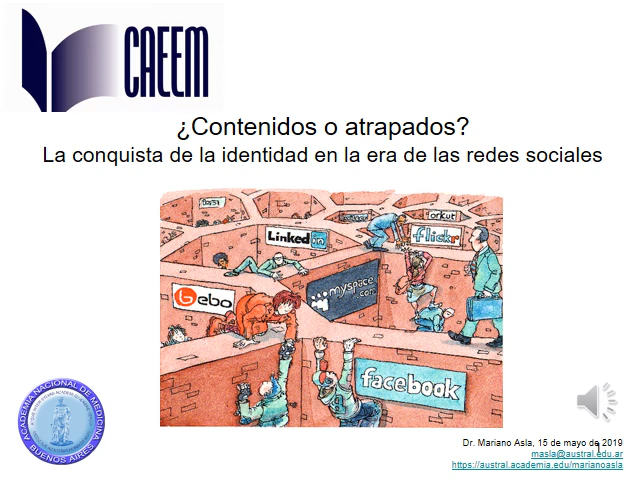 CAEEM
¿Contenidos o atrapados?
La conquista de la identidad en la era de las redes sociales
Linked in
orkut
flickr
bebo
myspace
.com
facebook
ACADEMIA NACIONAL DE MEDICINA
BUENOS AIRES
Dr. Mariano Asla, 15 de mayo de 2019
1
masla@austral.edu.ar
https://austral.academia.edu/marianoasla